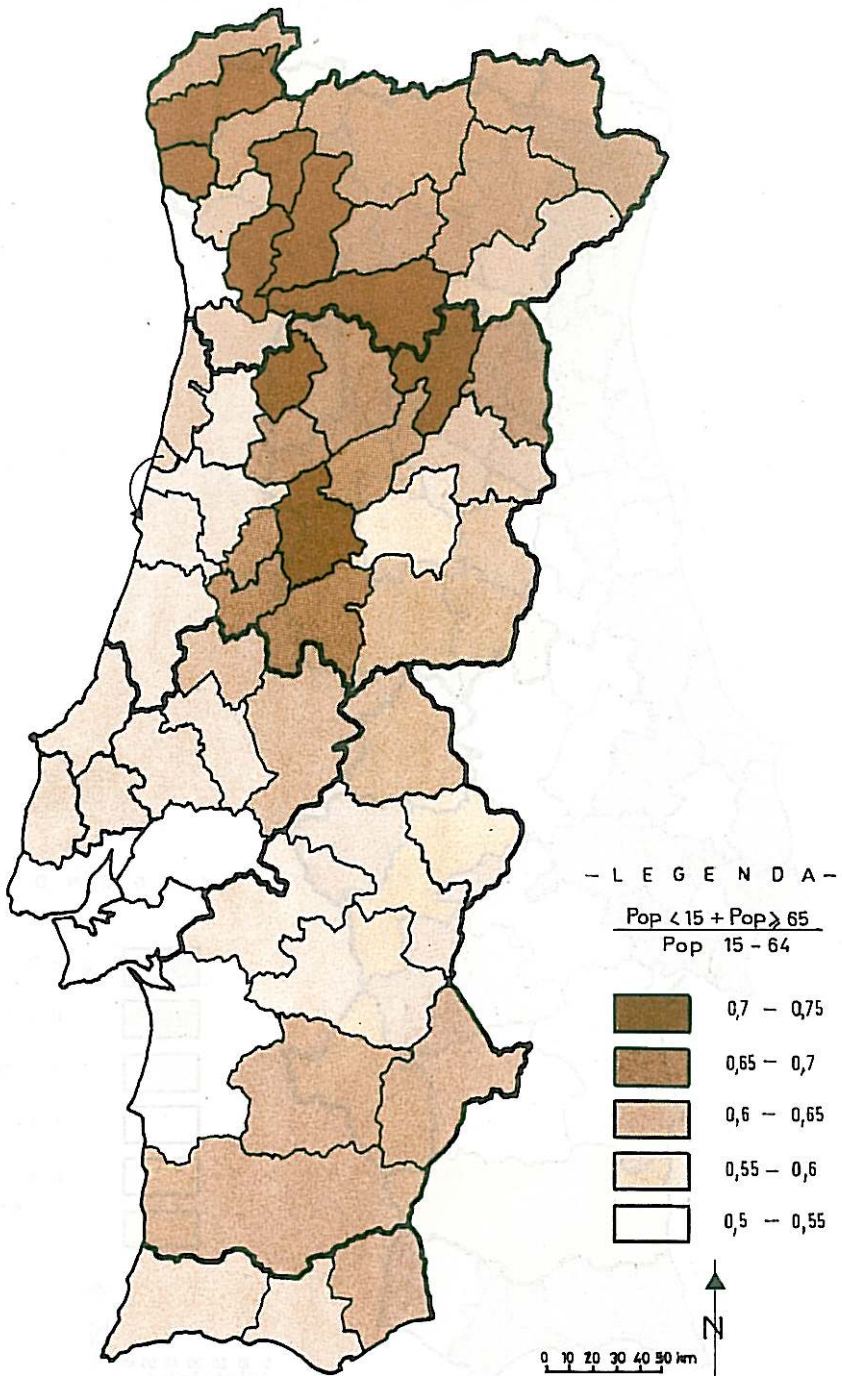 - L E G E N D A -
Pop < 15 + Pop ⩾ 65
Pop 15 - 64
0,7 - 0,75
0,65 - 0,7
0,6 - 0,65
0,55 - 0,6
0,5 - 0,55
N
0 10 20 30 40 50 km